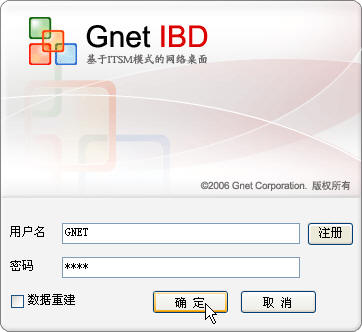 Gnet IBD
基于ITSM模式的网络桌面
©2006 Gnet Corporation. 版权所有
用户名 GNET 注册
密码 ****
数据重建 确 定 取 消